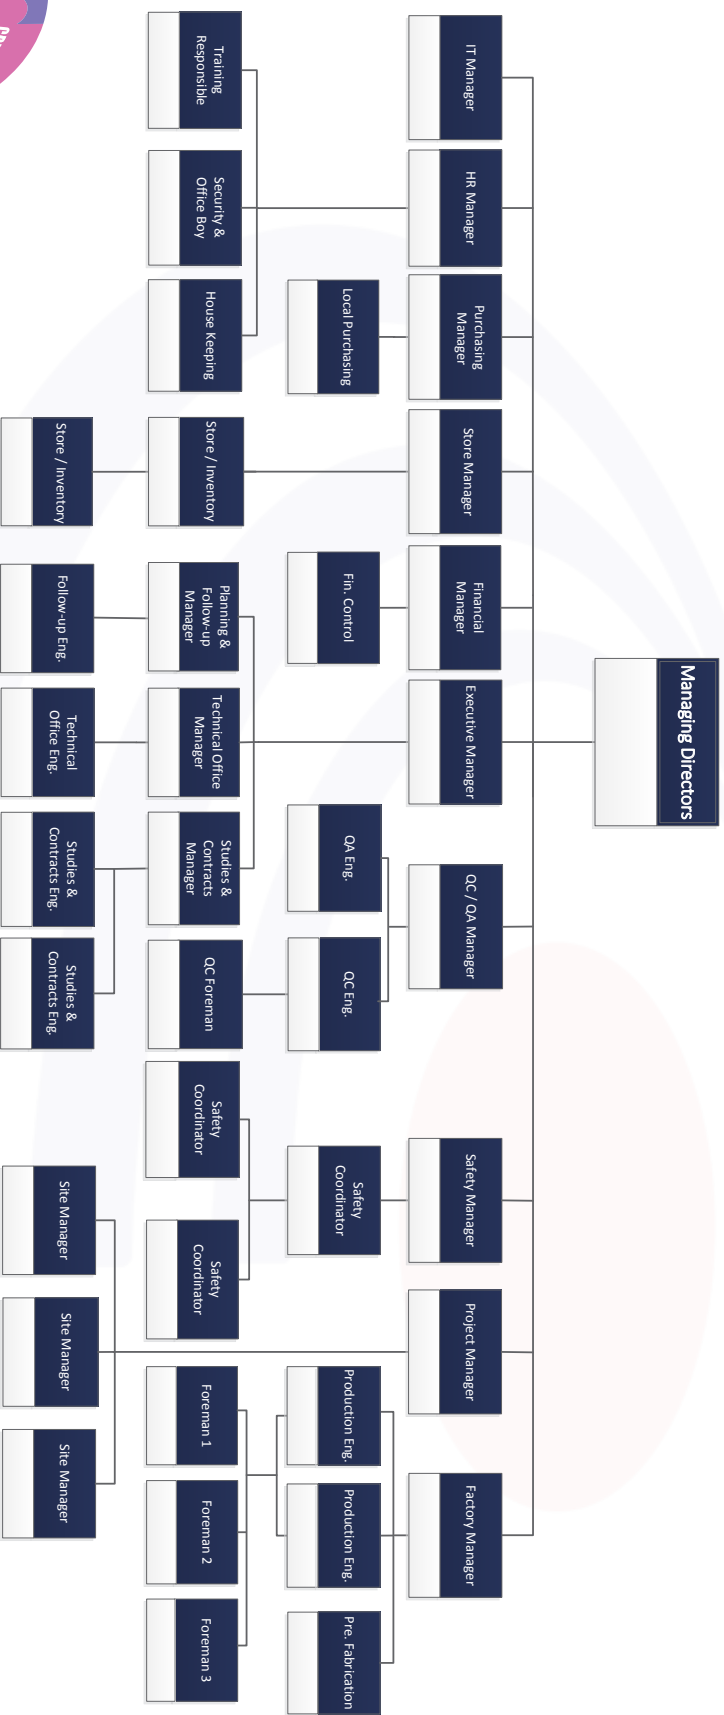 Managing Directors
IT Manager
HR Manager
Purchasing
Manager
Store Manager
Financial
Manager
Executive Manager
QC / QA Manager
Safety Manager
Project Manager
Factory Manager
Local Purchasing
Fin. Control
QA Eng.
QC Eng.
Safety
Coordinator
Production Eng.
Production Eng.
Pre. Fabrication
Training
Responsible
Security &
Office Boy
House Keeping
Store / Inventory
Planning &
Follow-up
Manager
Technical Office
Manager
Studies &
Contracts
Manager
QC Foreman
Safety
Coordinator
Safety
Coordinator
Foreman 1
Foreman 2
Foreman 3
Store / Inventory
Follow-up Eng.
Technical
Office Eng.
Studies &
Contracts Eng.
Studies &
Contracts Eng.
Site Manager
Site Manager
Site Manager